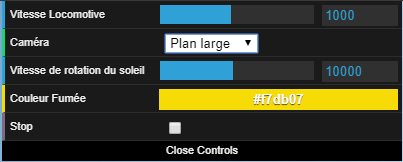 Vitesse Locomotive 1000
Caméra Plan large
Vitesse de rotation du soleil 10000
Couleur Fumée #f7db07
Stop
Close Controls